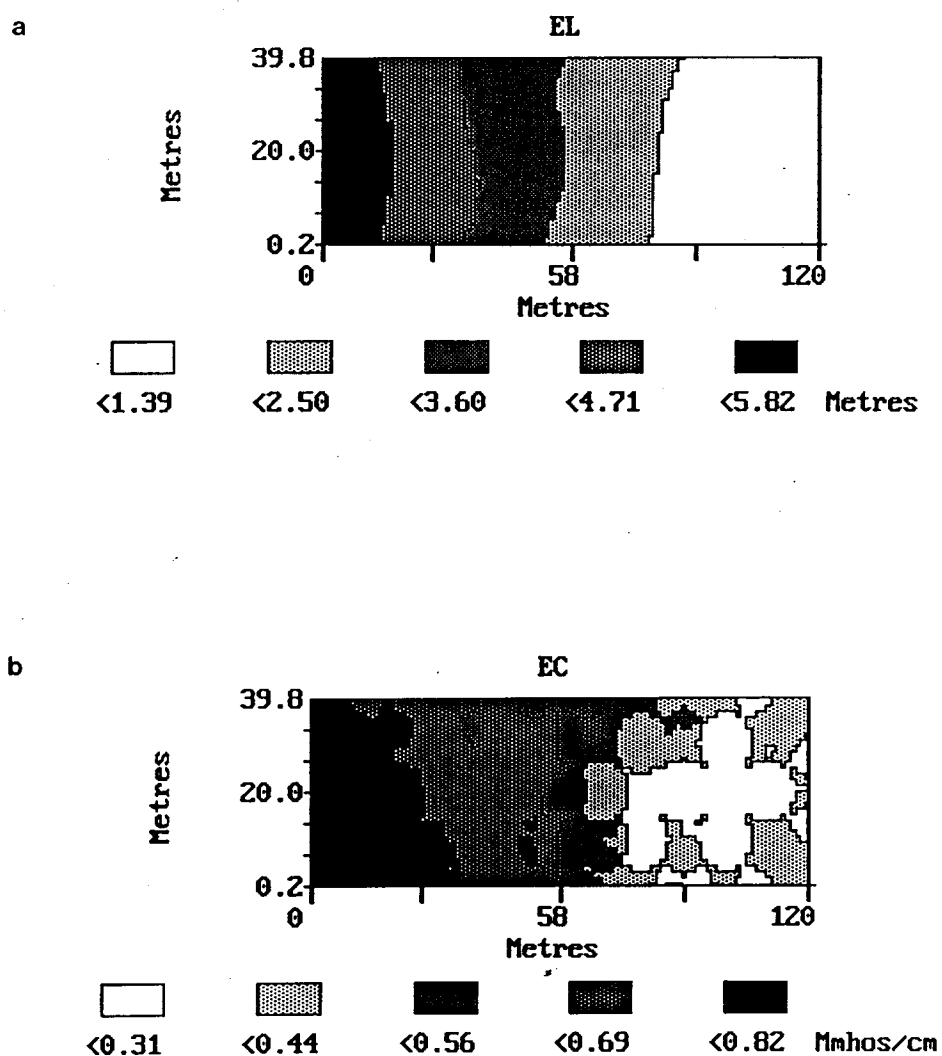 a
EL
39.8
Metres
20.0
0.2
0 58 120
Metres
<1.39 <2.50 <3.60 <4.71 <5.82 Metres
b
EC
39.8
Metres
20.0
0.2
0 58 120
Metres
<0.31 <0.44 <0.56 <0.69 <0.82 Mmhos/cm